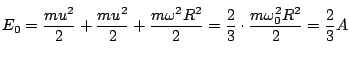 $E_0 = \frac{mu^2}{2} + \frac{mu^2}{2} + \frac{m\omega^2 R^2}{2} = \frac{2}{3} \cdot \frac{m\omega_0^2 R^2}{2} = \frac{2}{3} A$